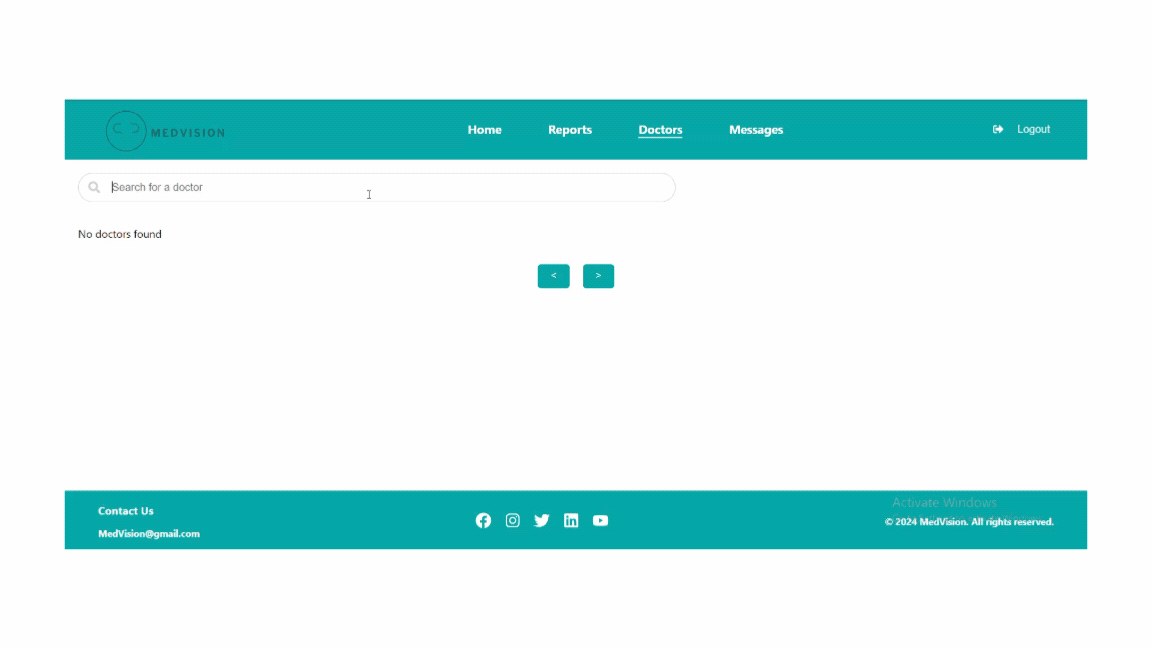 MEDVISION
Home Reports Doctors Messages Logout
Search for a doctor
No doctors found
< >
Contact Us
MedVision@gmail.com
Activate Windows
© 2024 MedVision. All rights reserved.